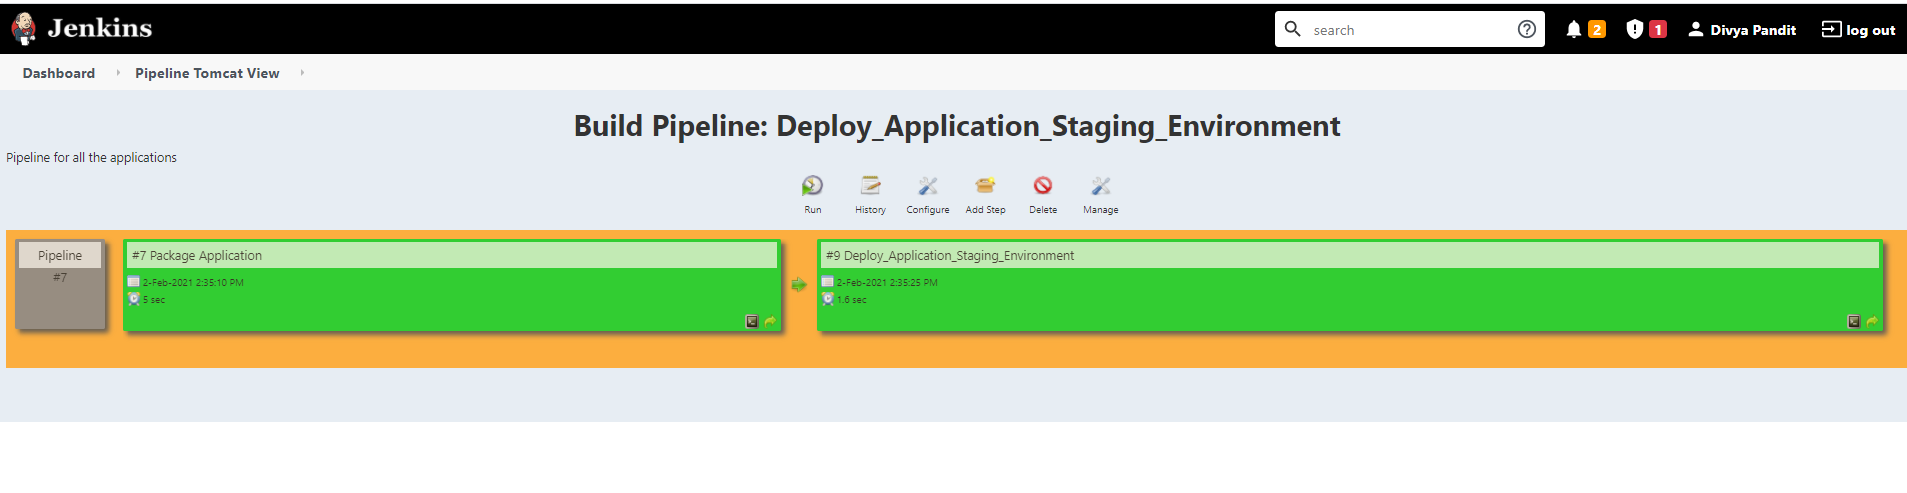 Jenkins
search
2
1
Divya Pandit
log out
Dashboard
Pipeline Tomcat View
Build Pipeline: Deploy_Application_Staging_Environment
Pipeline for all the applications
Run
History
Configure
Add Step
Delete
Manage
Pipeline
#7
#7 Package Application
2-Feb-2021 2:35:10 PM
5 sec
#9 Deploy_Application_Staging_Environment
2-Feb-2021 2:35:25 PM
1.6 sec